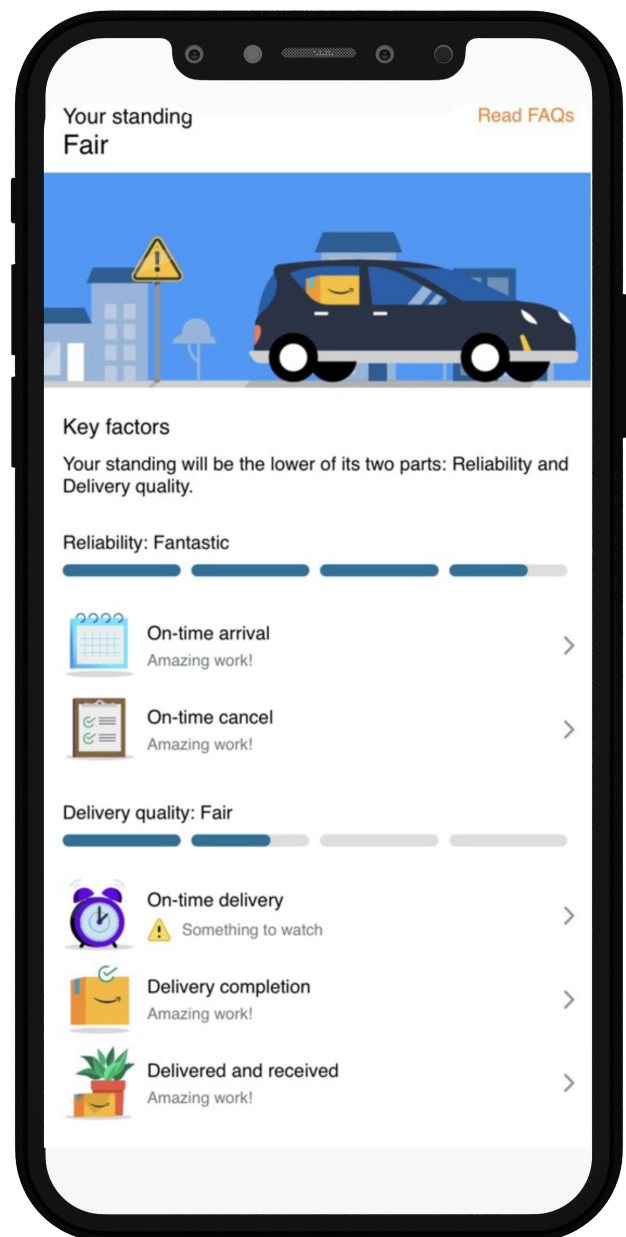 Your standing
Read FAQs
Fair
Key factors
Your standing will be the lower of its two parts: Reliability and
Delivery quality.
Reliability: Fantastic
On-time arrival
Amazing work!
On-time cancel
Amazing work!
Delivery quality: Fair
On-time delivery
Something to watch
Delivery completion
Amazing work!
Delivered and received
Amazing work!